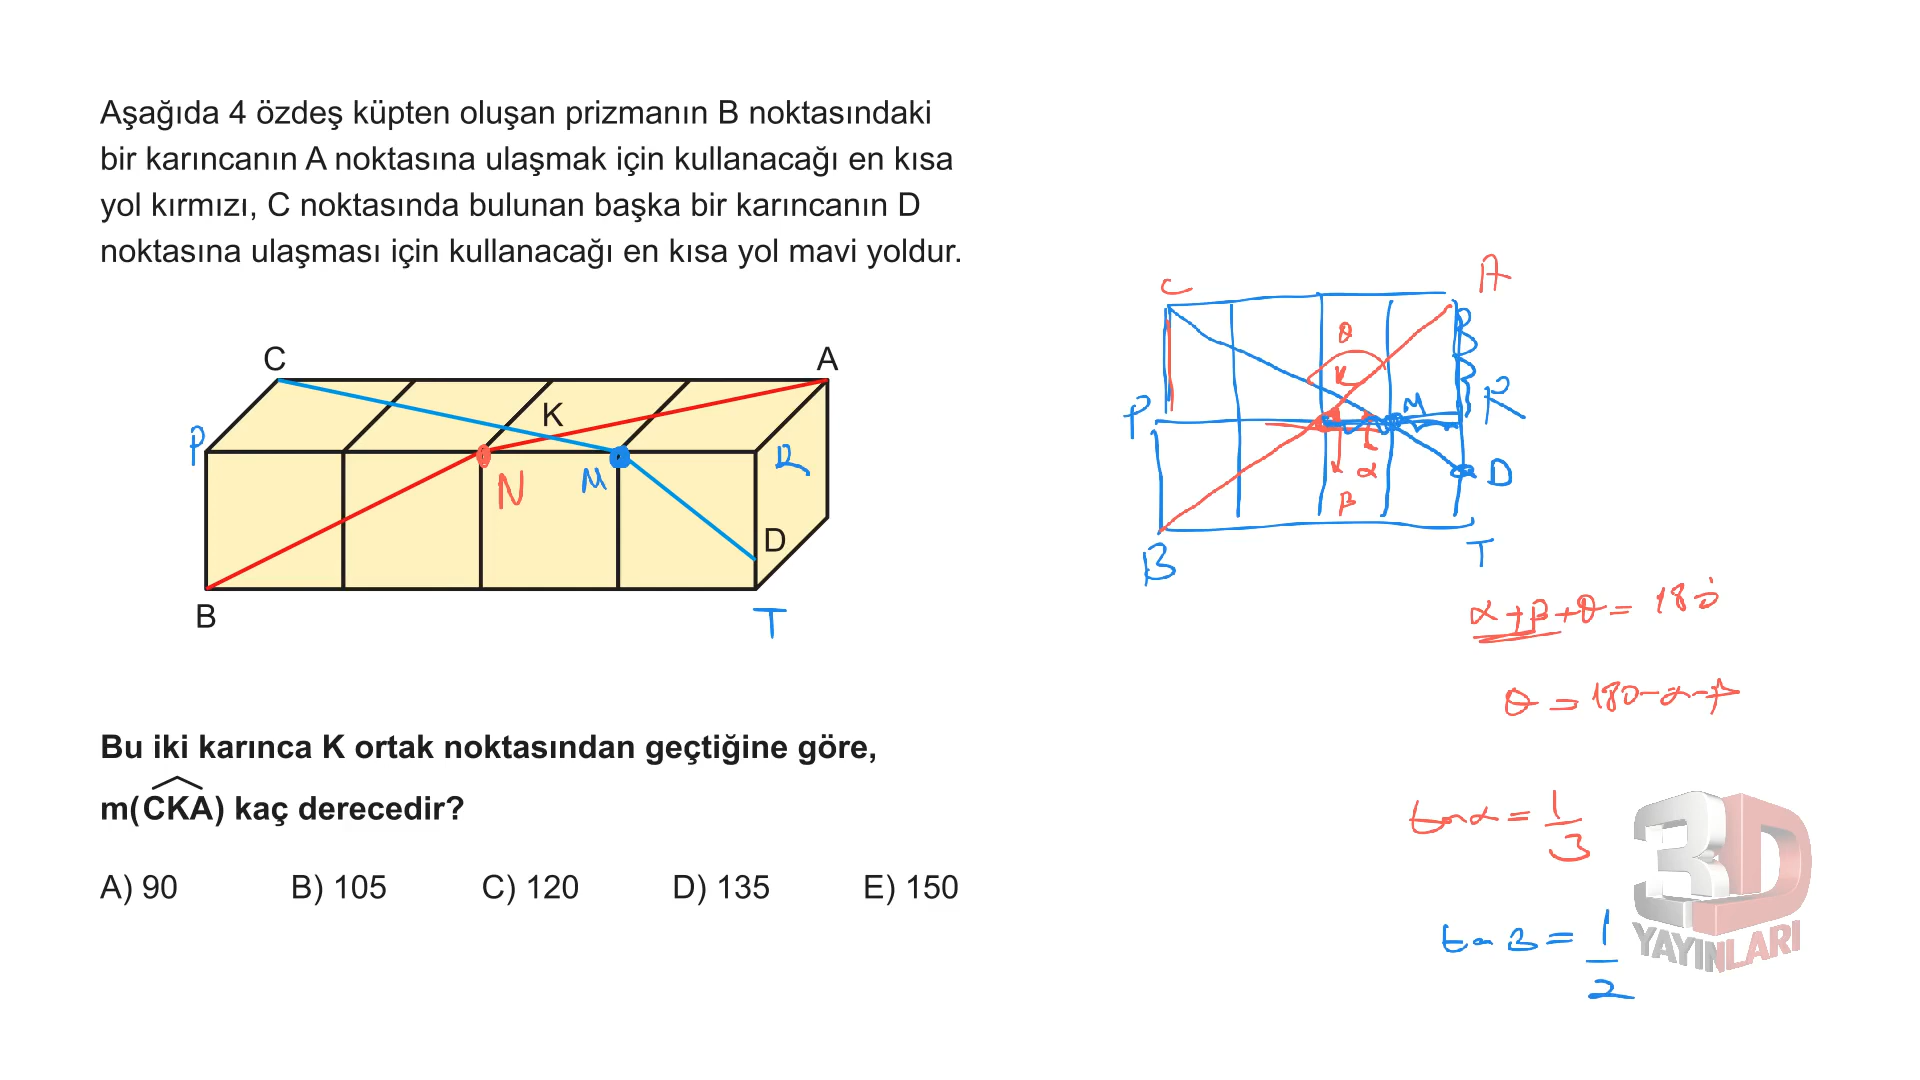 Aşağıda 4 özdeş küpten oluşan prizmanın B noktasındaki
bir karıncanın A noktasına ulaşmak için kullanacağı en kısa
yol kırmızı, C noktasında bulunan başka bir karıncanın D
noktasına ulaşması için kullanacağı en kısa yol mavi yoldur.
C A
P K R
N M
D
B T
Bu iki karınca K ortak noktasından geçtiğine göre,
m(CKA) kaç derecedir?
A) 90 B) 105 C) 120 D) 135 E) 150
C A
θ
K
P M R
α D
β
B T
α + β + θ = 180
θ = 180 - α - β
tan α = 1/3
tan β = 1/2
3D
YAYINLARI